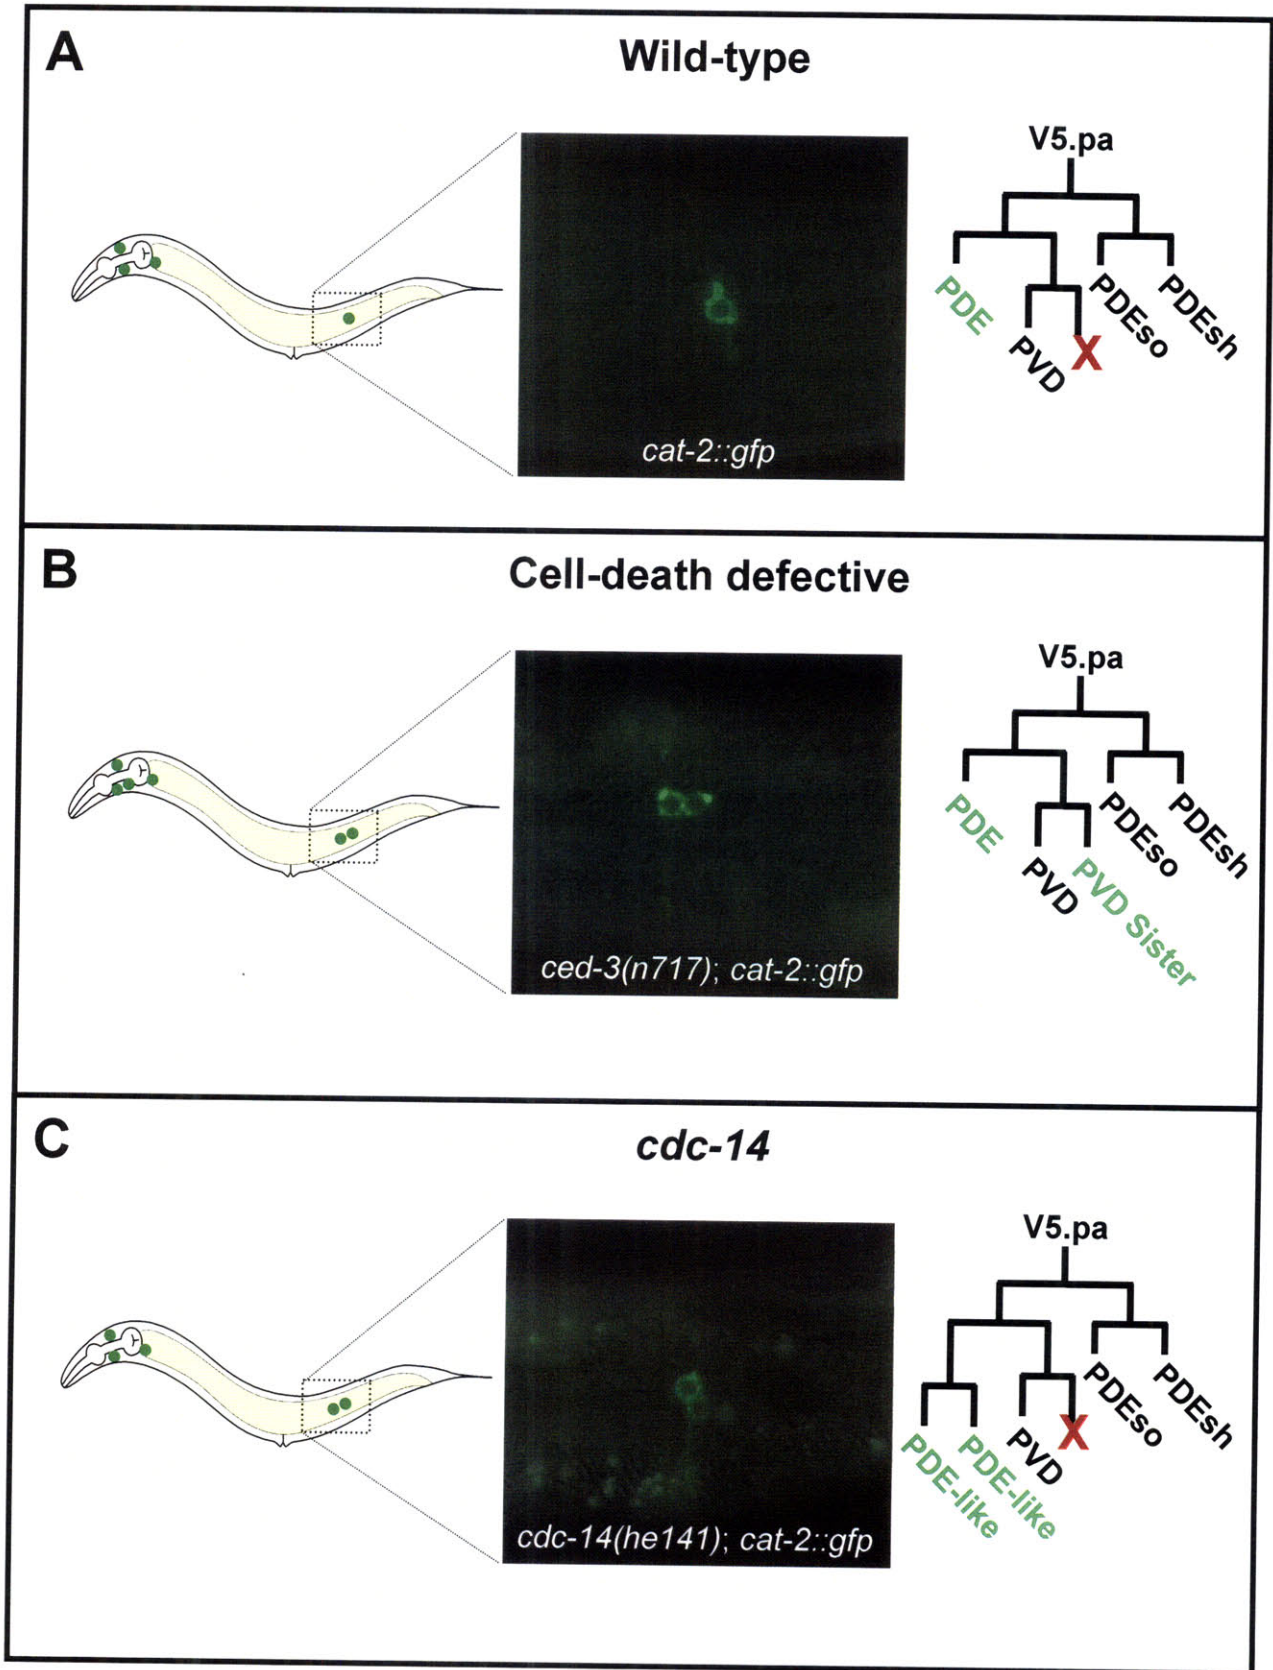 A
Wild-type
V5.pa
PDE
PVD
X
PDEso
PDEsh
cat-2::gfp
B
Cell-death defective
V5.pa
PDE
PVD
PVD Sister
PDEso
PDEsh
ced-3(n717); cat-2::gfp
C
cdc-14
V5.pa
PDE-like
PDE-like
PVD
X
PDEso
PDEsh
cdc-14(he141); cat-2::gfp